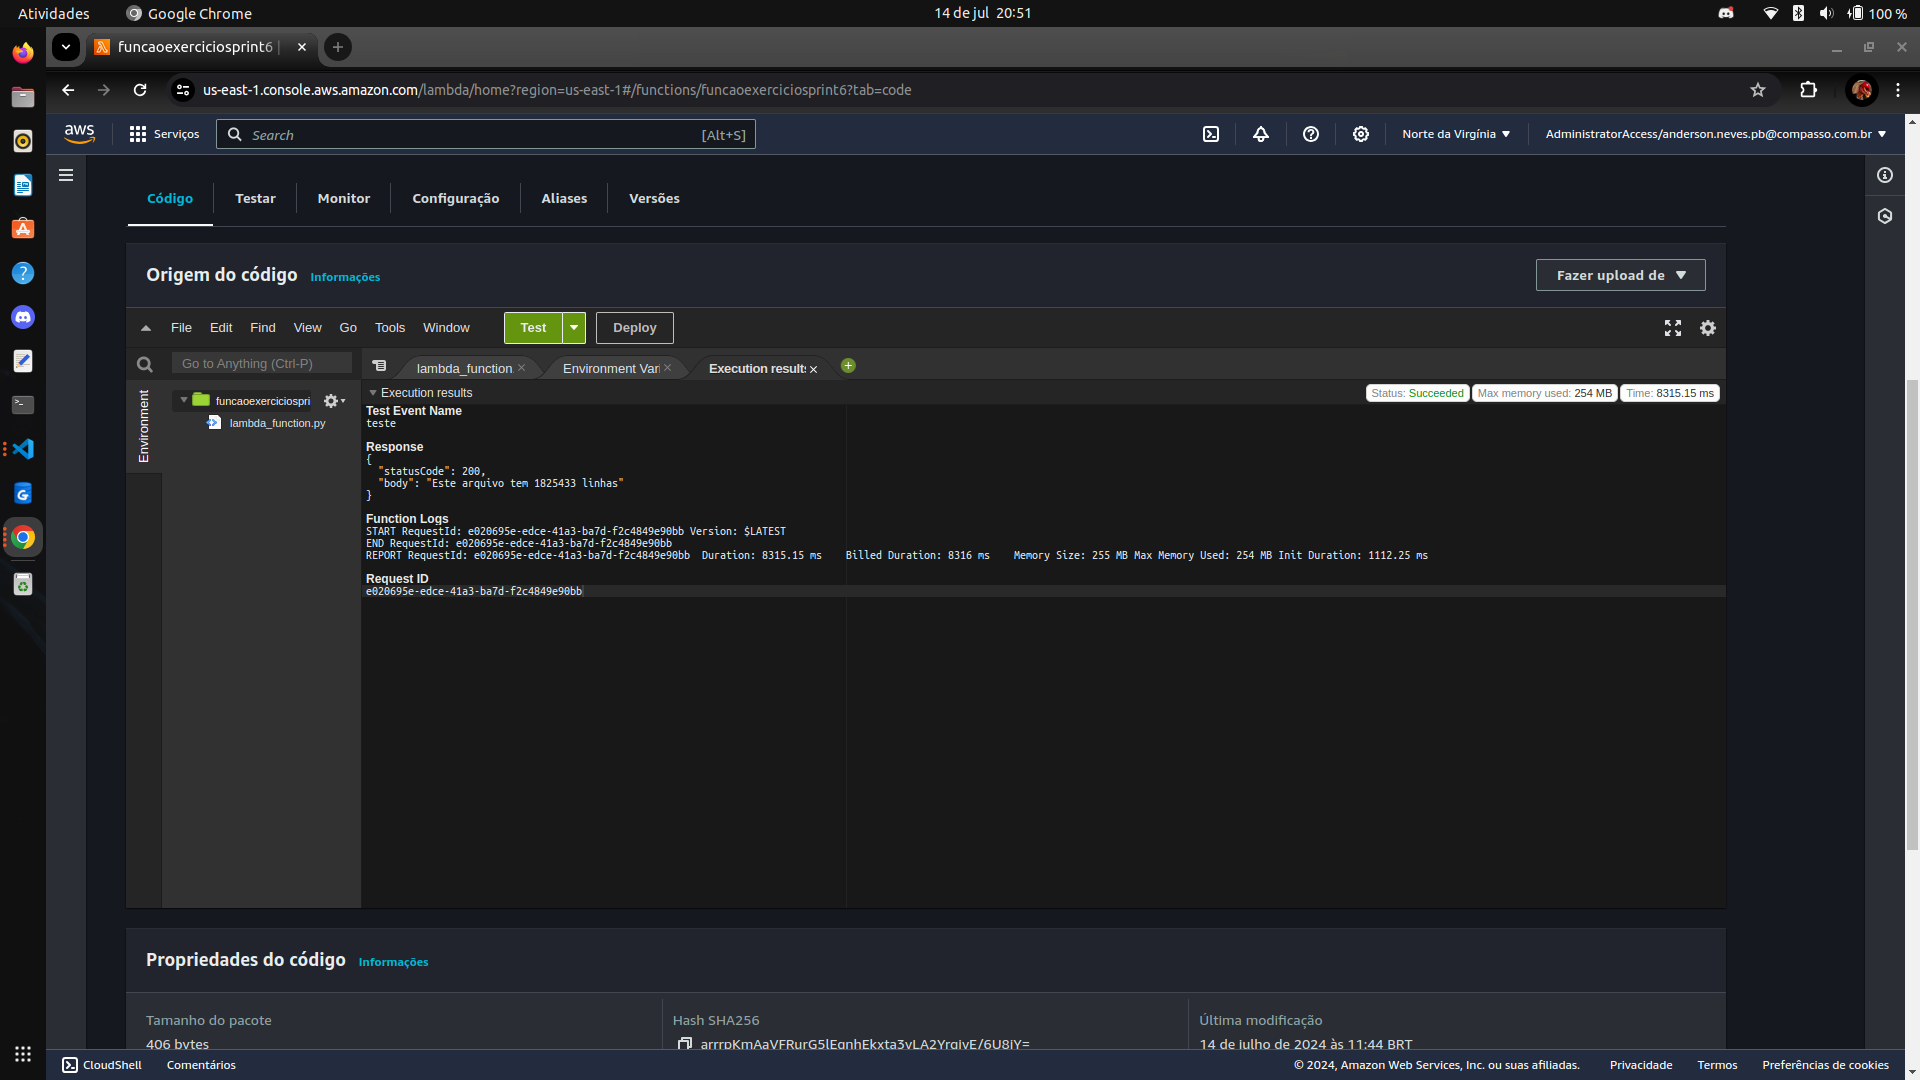 Atividades
Google Chrome
14 de jul 20:51
100 %
funcaoexerciciosprint6 |
us-east-1.console.aws.amazon.com/lambda/home?region=us-east-1#/functions/funcaoexerciciosprint6?tab=code
aws
Serviços
Search
[Alt+S]
Norte da Virgínia
AdministratorAccess/anderson.neves.pb@compasso.com.br
Código
Testar
Monitor
Configuração
Aliases
Versões
Origem do código
Informações
Fazer upload de
File
Edit
Find
View
Go
Tools
Window
Test
Deploy
Go to Anything (Ctrl-P)
lambda_function.
Environment Vari
Execution results
Environment
funcaoexerciciospri
lambda_function.py
Execution results
Status: Succeeded
Max memory used: 254 MB
Time: 8315.15 ms
Test Event Name
teste
Response
{
"statusCode": 200,
"body": "Este arquivo tem 1825433 linhas"
}
Function Logs
START RequestId: e020695e-edce-41a3-ba7d-f2c4849e90bb Version: $LATEST
END RequestId: e020695e-edce-41a3-ba7d-f2c4849e90bb
REPORT RequestId: e020695e-edce-41a3-ba7d-f2c4849e90bb Duration: 8315.15 ms Billed Duration: 8316 ms Memory Size: 255 MB Max Memory Used: 254 MB Init Duration: 1112.25 ms
Request ID
e020695e-edce-41a3-ba7d-f2c4849e90bb
Propriedades do código
Informações
Tamanho do pacote
406 bytes
Hash SHA256
Última modificação
14 de julho de 2024 às 11:44 BRT
CloudShell
Comentários
© 2024, Amazon Web Services, Inc. ou suas afiliadas.
Privacidade
Termos
Preferências de cookies